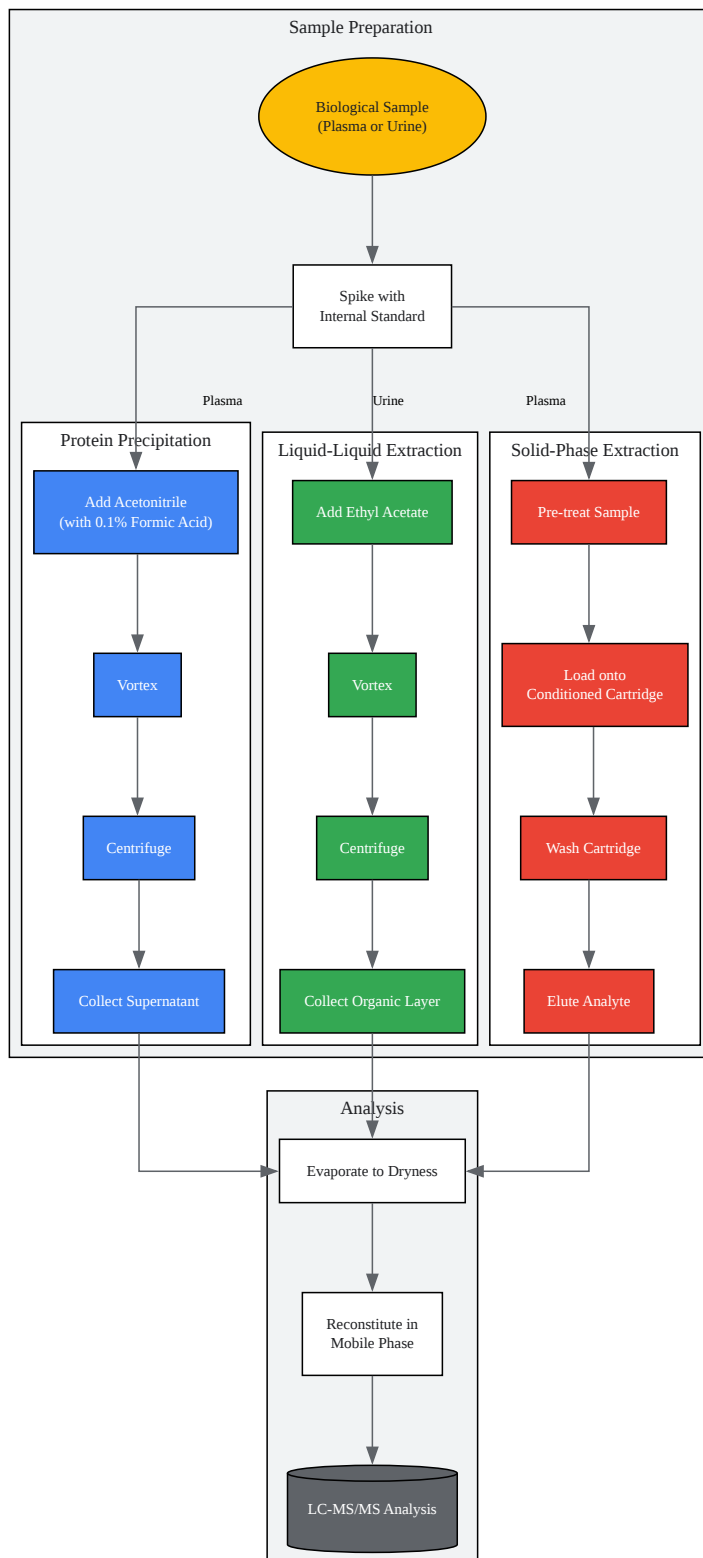 Sample Preparation
Biological Sample
(Plasma or Urine)
Spike with
Internal Standard
Plasma
Urine
Plasma
Protein Precipitation
Add Acetonitrile
(with 0.1% Formic Acid)
Vortex
Centrifuge
Collect Supernatant
Liquid-Liquid Extraction
Add Ethyl Acetate
Vortex
Centrifuge
Collect Organic Layer
Solid-Phase Extraction
Pre-treat Sample
Load onto
Conditioned Cartridge
Wash Cartridge
Elute Analyte
Analysis
Evaporate to Dryness
Reconstitute in
Mobile Phase
LC-MS/MS Analysis